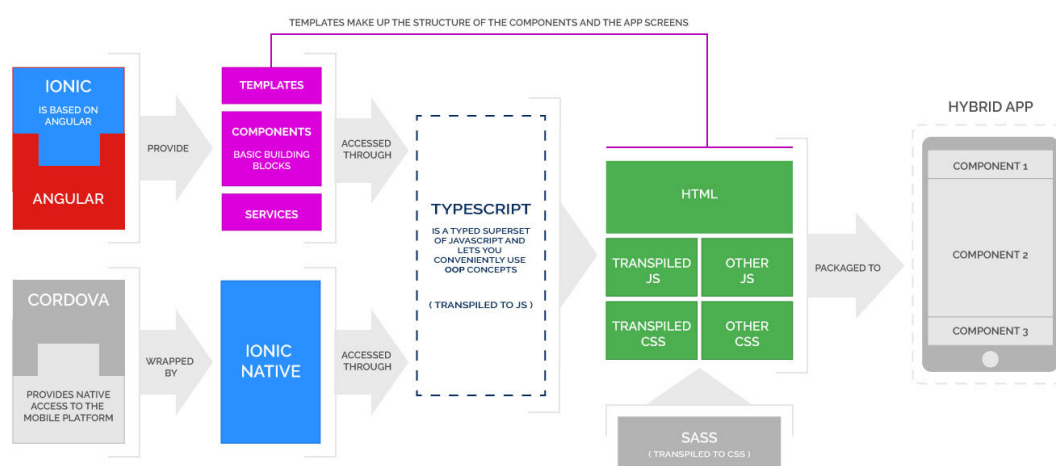 TEMPLATES MAKE UP THE STRUCTURE OF THE COMPONENTS AND THE APP SCREENS
IONIC
IS BASED ON
ANGULAR
ANGULAR
PROVIDE
TEMPLATES
COMPONENTS
BASIC BUILDING
BLOCKS
SERVICES
ACCESSED
THROUGH
CORDOVA
PROVIDES NATIVE
ACCESS TO THE
MOBILE PLATFORM
WRAPPED
BY
IONIC
NATIVE
ACCESSED
THROUGH
TYPESCRIPT
IS A TYPED SUPERSET
OF JAVASCRIPT AND
LETS YOU
CONVENIENTLY USE
OOP CONCEPTS
( TRANSPILED TO JS )
HTML
TRANSPILED
JS
OTHER
JS
TRANSPILED
CSS
OTHER
CSS
SASS
( TRANSPILED TO CSS )
PACKAGED TO
HYBRID APP
COMPONENT 1
COMPONENT 2
COMPONENT 3